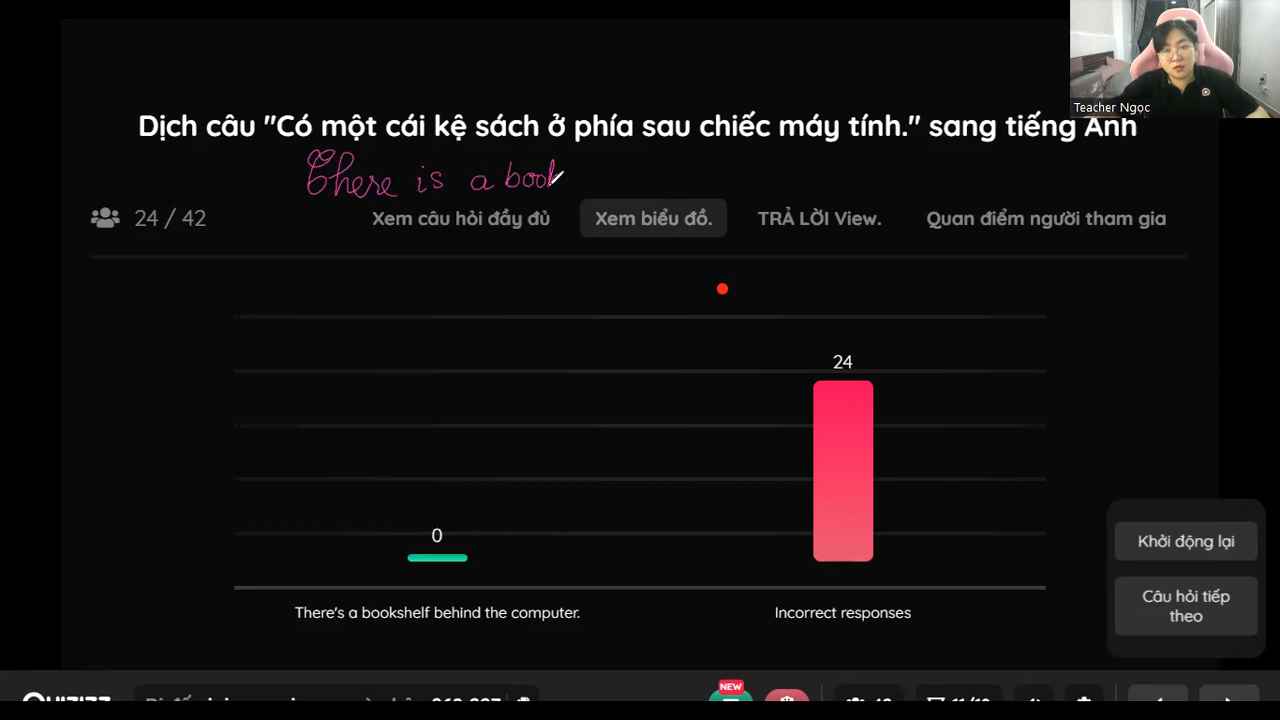 Teacher Ngọc
Dịch câu "Có một cái kệ sách ở phía sau chiếc máy tính." sang tiếng Anh
There is a book
24 / 42
Xem câu hỏi đầy đủ
Xem biểu đồ.
TRẢ LỜI View.
Quan điểm người tham gia
24
0
There's a bookshelf behind the computer.
Incorrect responses
Khởi động lại
Câu hỏi tiếp
theo
NEW